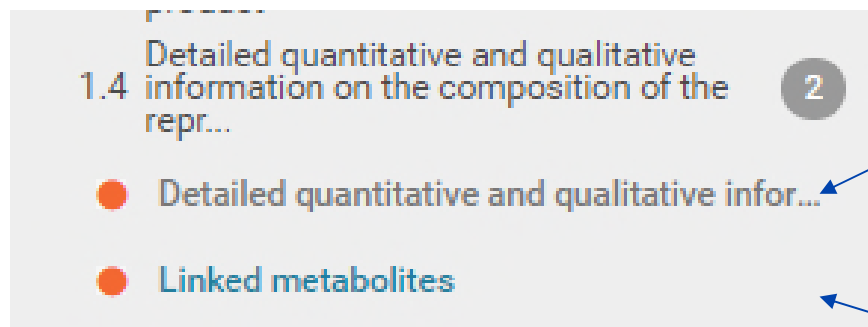 Detailed quantitative and qualitative
1.4 information on the composition of the
repr...
2
Detailed quantitative and qualitative infor...
Linked metabolites